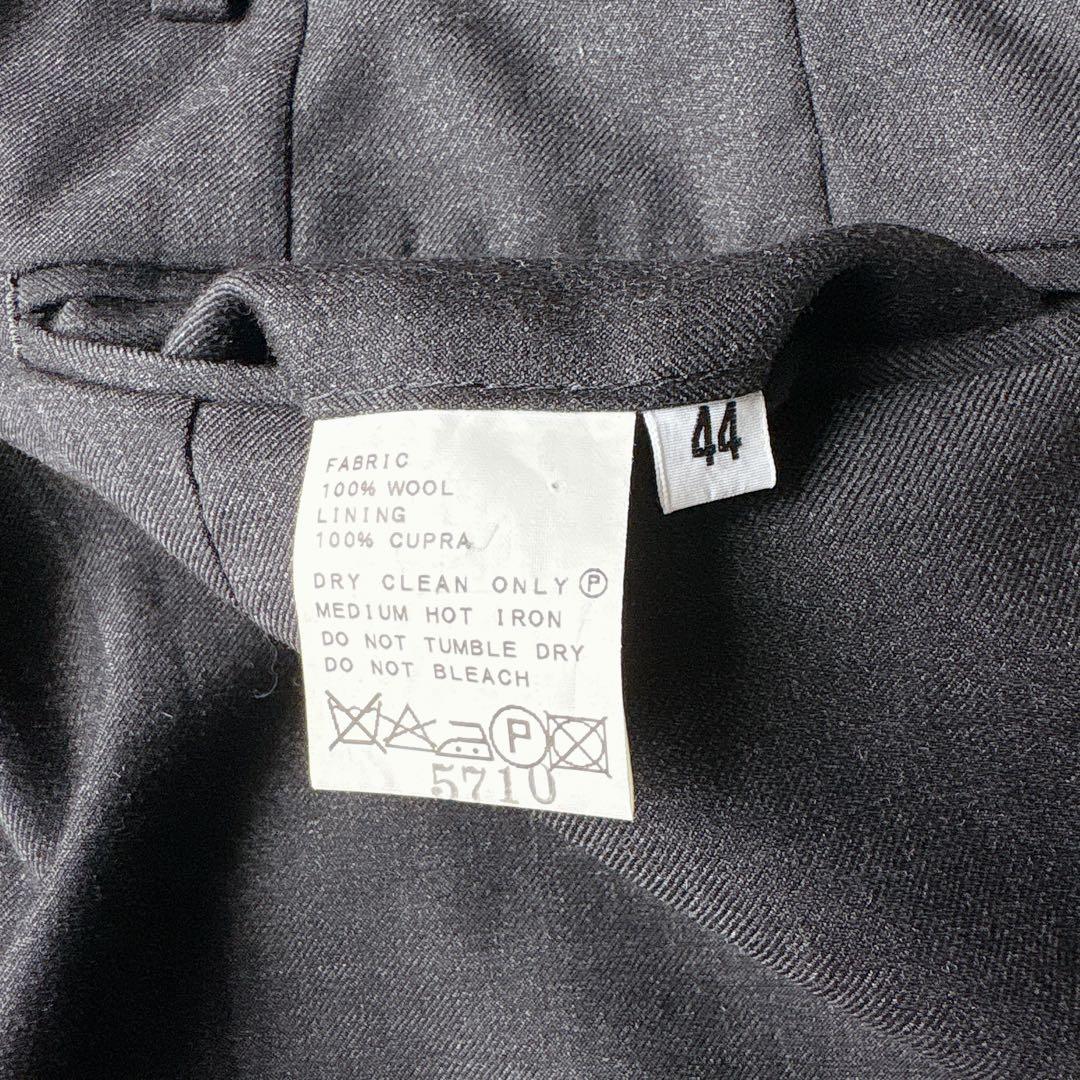 44
FABRIC
100% WOOL
LINING
100% CUPRA
DRY CLEAN ONLY Ⓟ
MEDIUM HOT IRON
DO NOT TUMBLE DRY
DO NOT BLEACH
P
5710